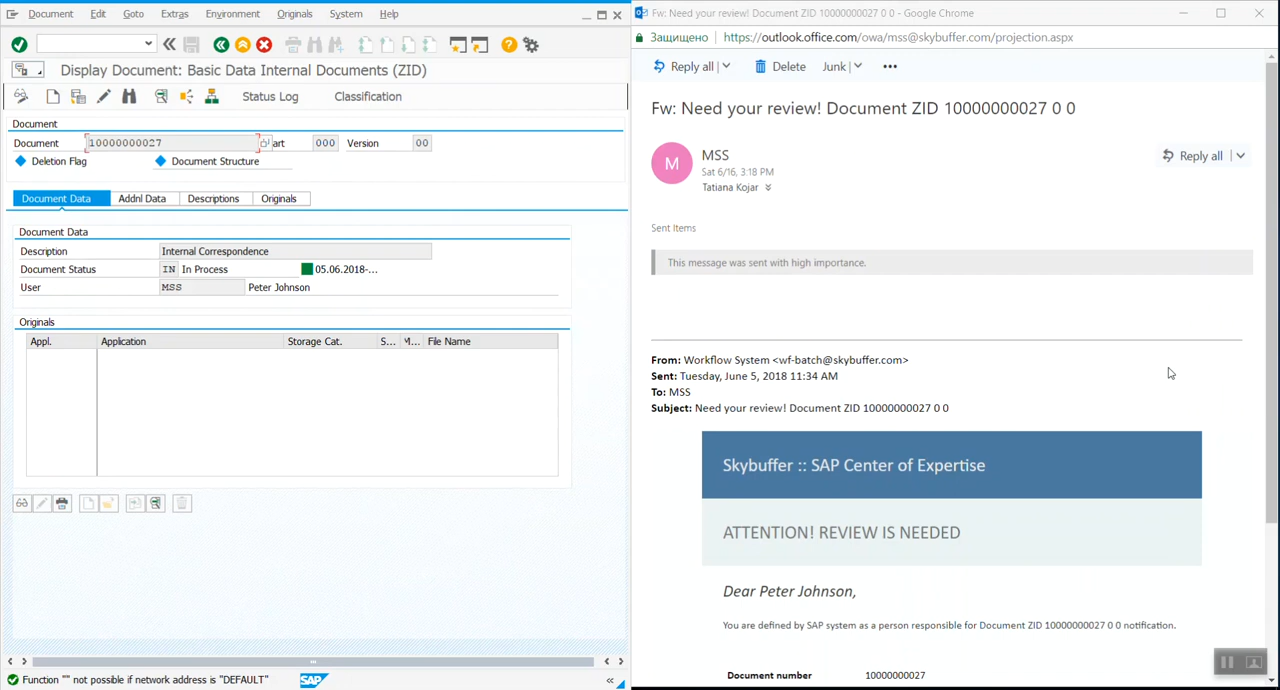 Document Edit Goto Extras Environment Originals System Help
Display Document: Basic Data Internal Documents (ZID)
Status Log Classification
Document
Document 10000000027 art 000 Version 00
Deletion Flag Document Structure
Document Data Addnl Data Descriptions Originals
Document Data
Description Internal Correspondence
Document Status IN In Process 05.06.2018-...
User MSS Peter Johnson
Originals
Appl. Application Storage Cat. S... M... File Name
Function "" not possible if network address is "DEFAULT" SAP
Fw: Need your review! Document ZID 10000000027 0 0 - Google Chrome
Защищено https://outlook.office.com/owa/mss@skybuffer.com/projection.aspx
Reply all Delete Junk
Fw: Need your review! Document ZID 10000000027 0 0
M
MSS
Sat 6/16, 3:18 PM
Tatiana Kojar
Reply all
Sent Items
This message was sent with high importance.
From: Workflow System <wf-batch@skybuffer.com>
Sent: Tuesday, June 5, 2018 11:34 AM
To: MSS
Subject: Need your review! Document ZID 10000000027 0 0
Skybuffer :: SAP Center of Expertise
ATTENTION! REVIEW IS NEEDED
Dear Peter Johnson,
You are defined by SAP system as a person responsible for Document ZID 10000000027 0 0 notification.
Document number 10000000027